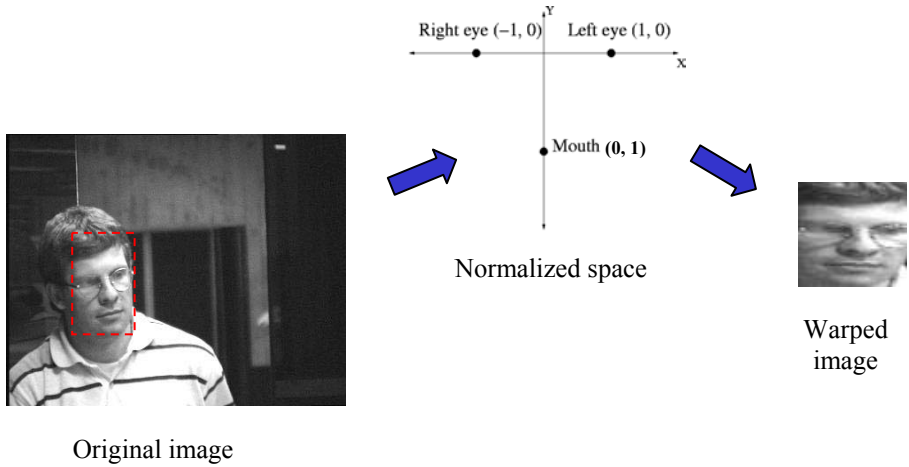 Y
Right eye (−1, 0) Left eye (1, 0)
X
Mouth (0, 1)
Normalized space
Warped
image
Original image